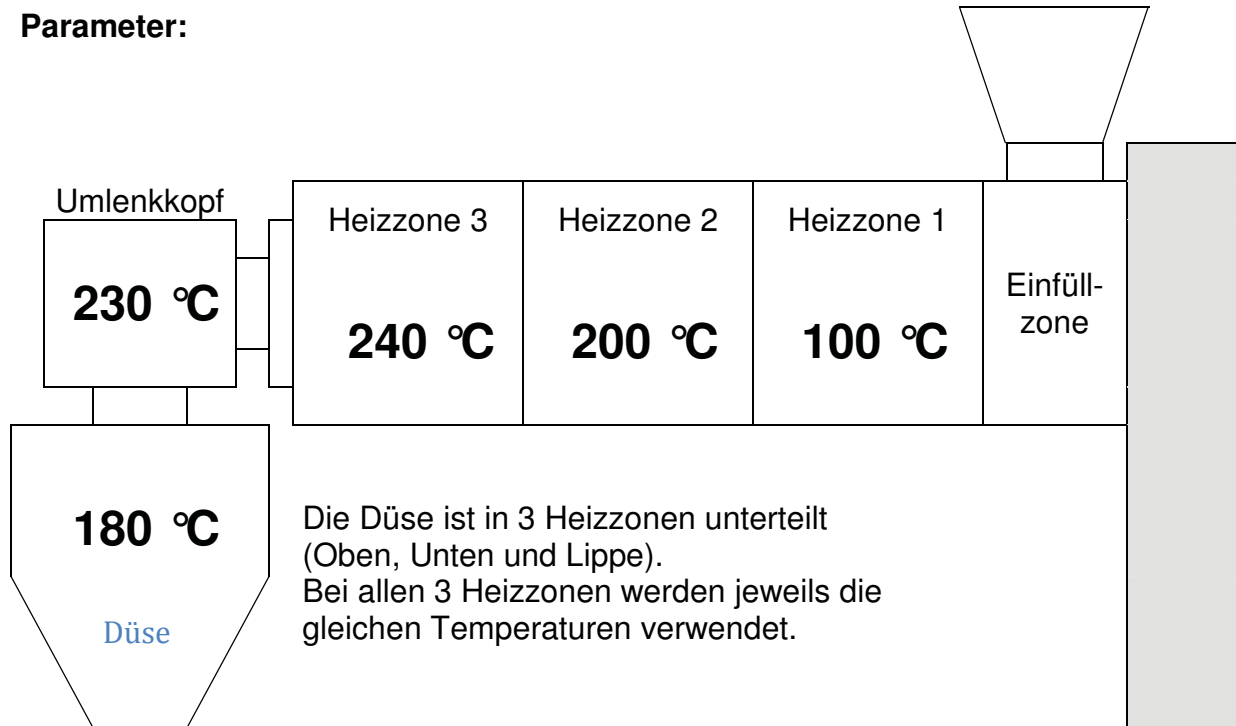 Parameter:
Umlenkkopf
230 °C
Heizzone 3
240 °C
Heizzone 2
200 °C
Heizzone 1
100 °C
Einfüll-
zone
180 °C
Düse
Die Düse ist in 3 Heizzonen unterteilt
(Oben, Unten und Lippe).
Bei allen 3 Heizzonen werden jeweils die
gleichen Temperaturen verwendet.